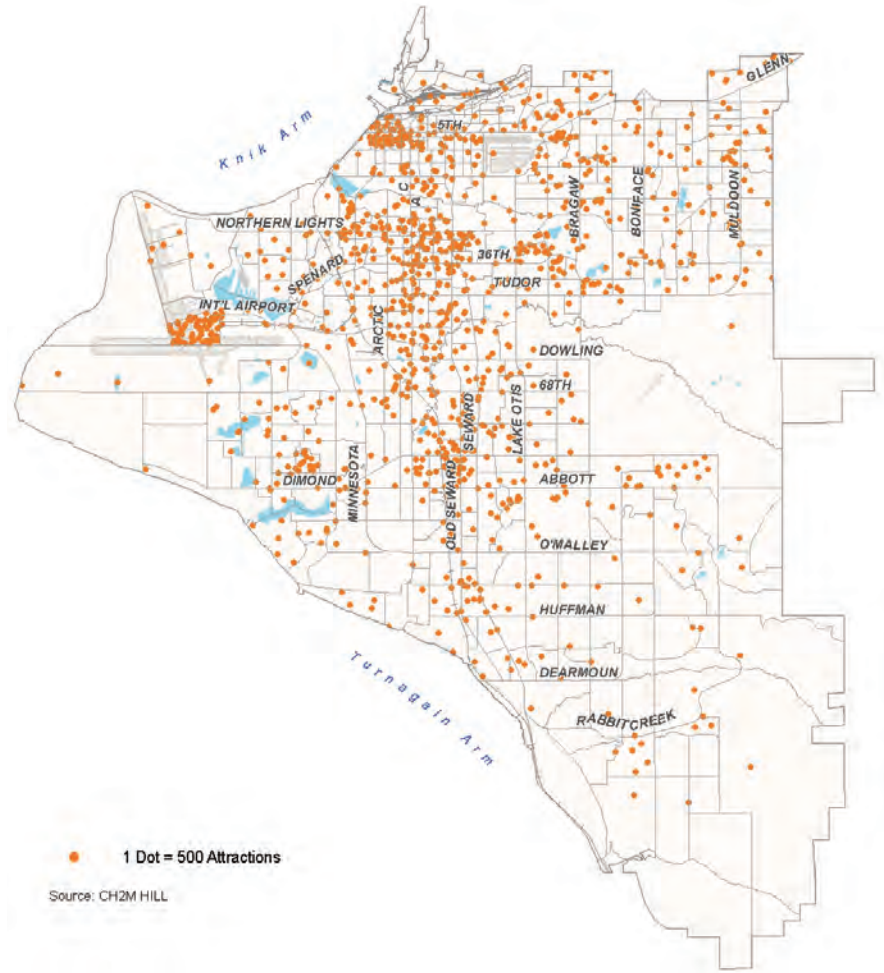 GLENN
5TH
Knik Arm
C
A
BRAGAW
BONIFACE
MULDOON
NORTHERN LIGHTS
36TH
SPENARD
TUDOR
INT'L AIRPORT
ARCTIC
DOWLING
68TH
SEWARD
LAKE OTIS
MINNESOTA
DIMOND
OLD SEWARD
ABBOTT
O'MALLEY
HUFFMAN
DEARMOUN
Turnagain Arm
RABBITCREEK
1 Dot = 500 Attractions
Source: CH2M HILL